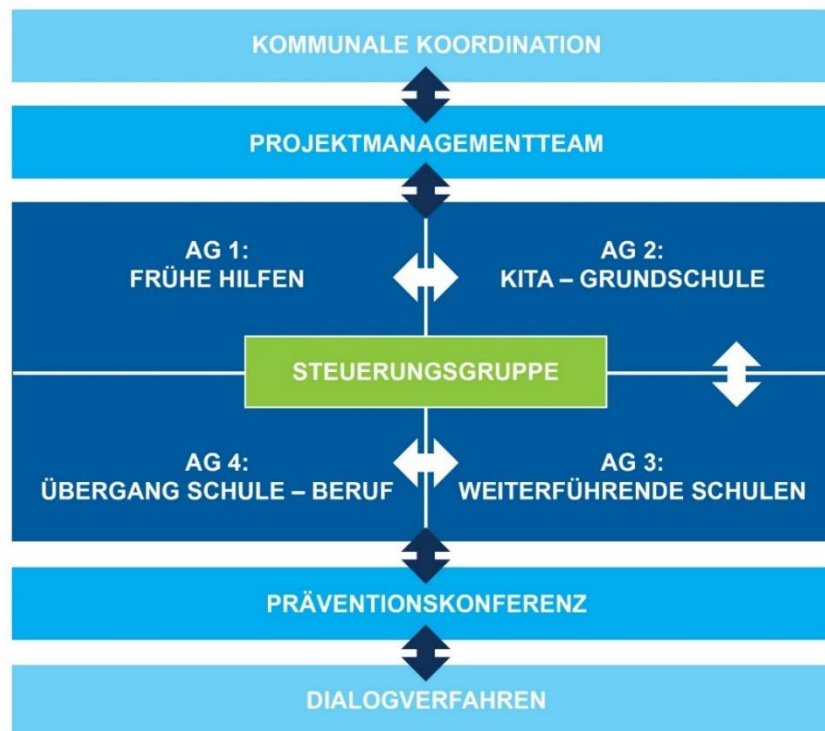 KOMMUNALE KOORDINATION
PROJEKTMANAGEMENTTEAM
AG 1:
FRÜHE HILFEN
AG 2:
KITA – GRUNDSCHULE
STEUERUNGSGRUPPE
AG 4:
ÜBERGANG SCHULE – BERUF
AG 3:
WEITERFÜHRENDE SCHULEN
PRÄVENTIONSKONFERENZ
DIALOGVERFAHREN